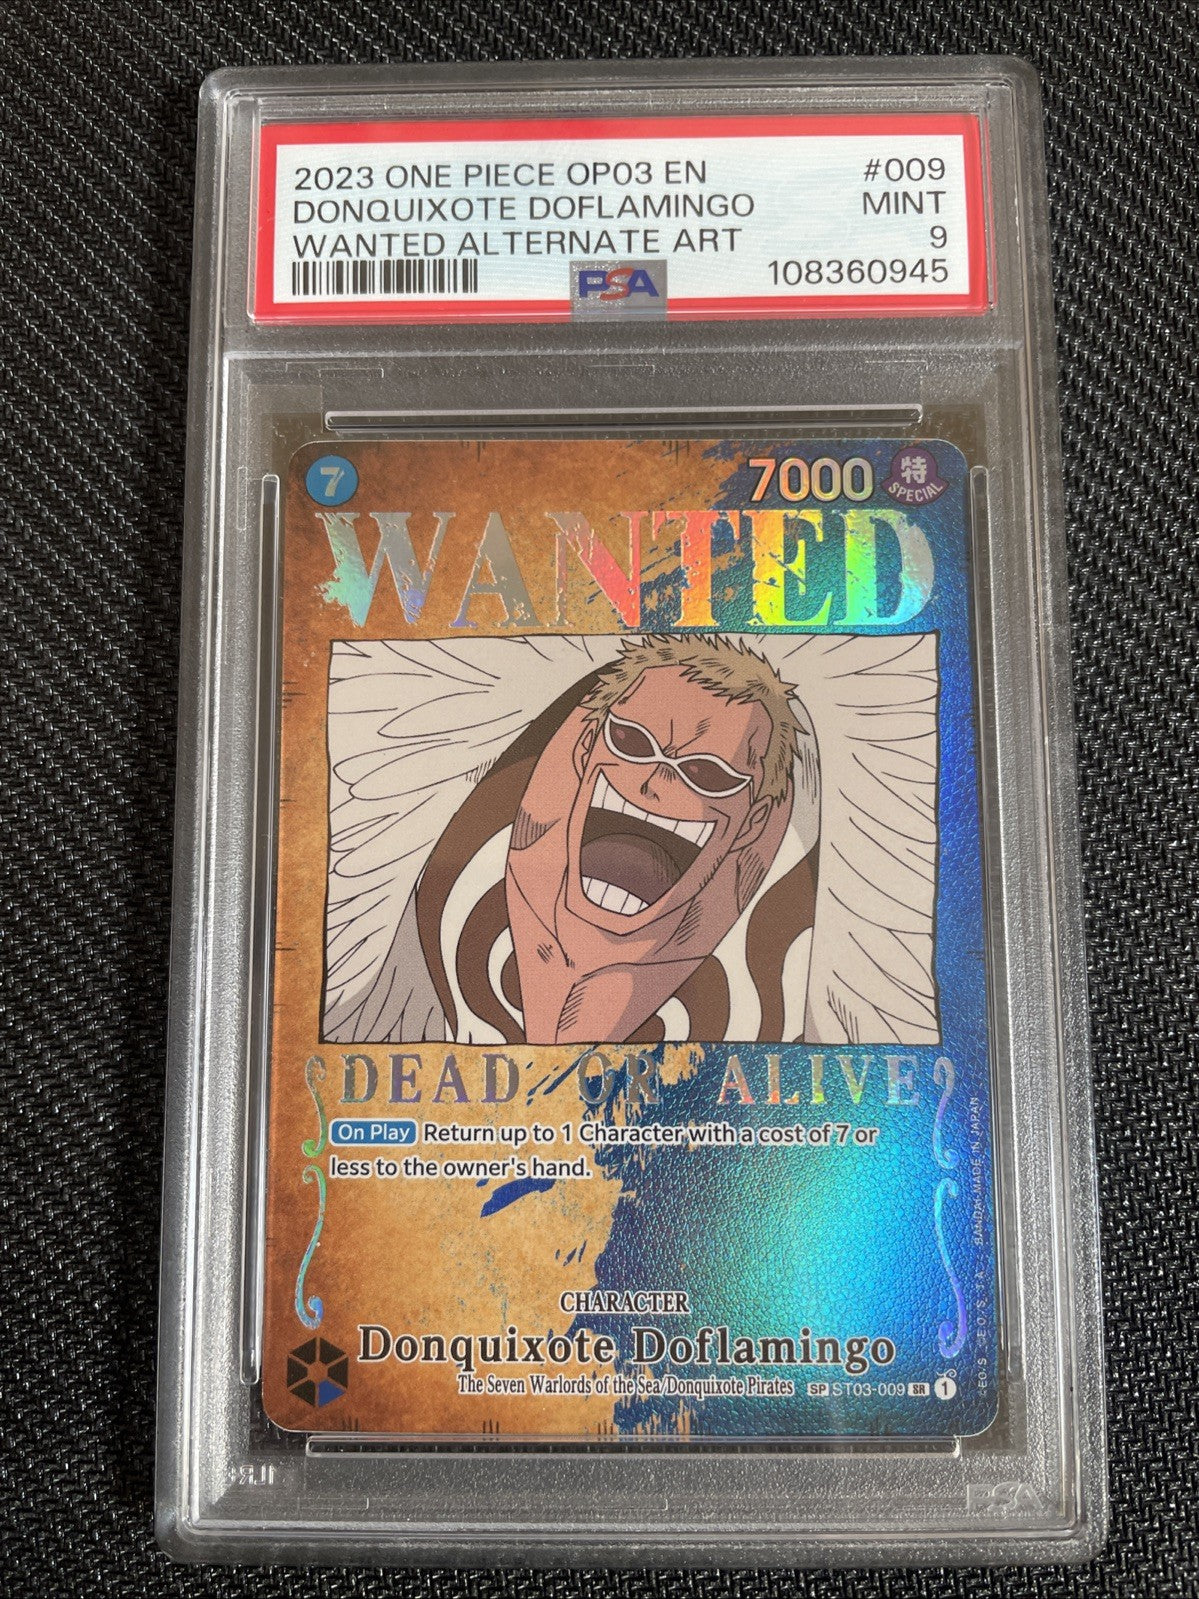 2023 ONE PIECE OP03 EN #009
DONQUIXOTE DOFLAMINGO MINT
WANTED ALTERNATE ART 9
PSA 108360945
7 7000 特
SPECIAL
WANTED
DEAD OR ALIVE
On Play Return up to 1 Character with a cost of 7 or
less to the owner's hand.
CHARACTER
Donquixote Doflamingo
The Seven Warlords of the Sea/Donquixote Pirates SP ST03-009 SR 1
BANDAI MADE IN JAPAN
PSA